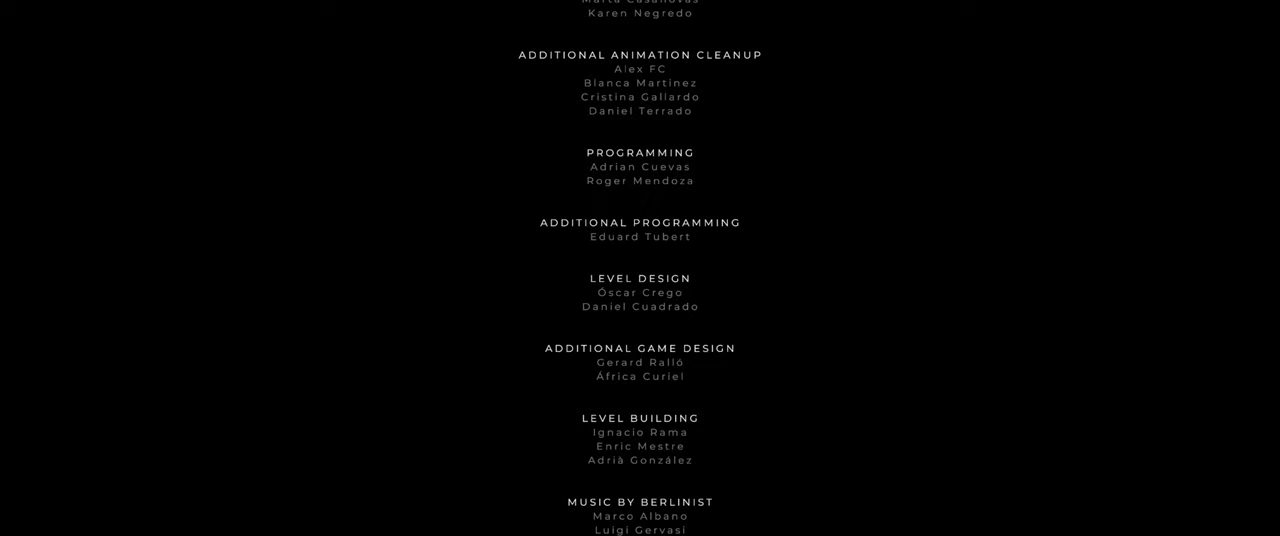 Marta Casanovas
Karen Negredo
ADDITIONAL ANIMATION CLEANUP
Alex FC
Blanca Martinez
Cristina Gallardo
Daniel Terrado
PROGRAMMING
Adrian Cuevas
Roger Mendoza
ADDITIONAL PROGRAMMING
Eduard Tubert
LEVEL DESIGN
Óscar Crego
Daniel Cuadrado
ADDITIONAL GAME DESIGN
Gerard Ralló
África Curiel
LEVEL BUILDING
Ignacio Rama
Enric Mestre
Adrià González
MUSIC BY BERLINIST
Marco Albano
Luigi Gervasi